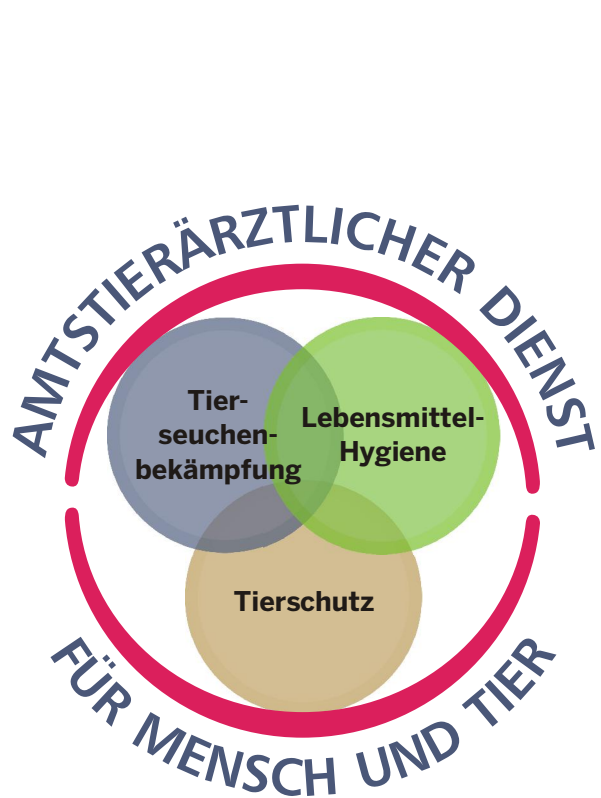 AMTSTIERÄRZTLICHER DIENST
Tier-
seuchen-
bekämpfung
Lebensmittel-
Hygiene
Tierschutz
FÜR MENSCH UND TIER